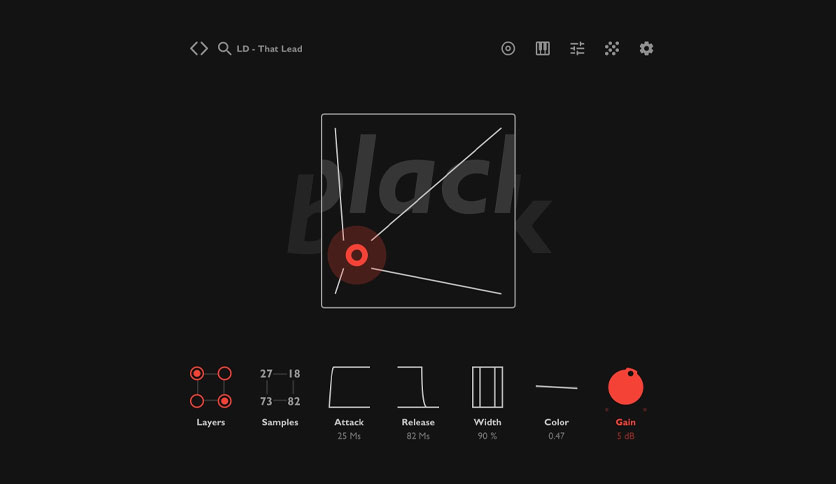 LD - That Lead
black
27 18
73 82
Layers Samples Attack Release Width Color Gain
25 Ms 82 Ms 90 % 0.47 5 dB